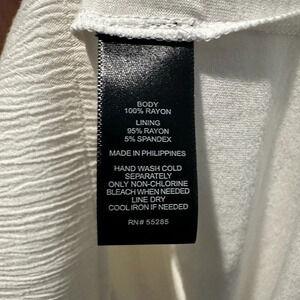 BODY
100% RAYON
LINING
95% RAYON
5% SPANDEX
MADE IN PHILIPPINES
HAND WASH COLD
SEPARATELY
ONLY NON-CHLORINE
BLEACH WHEN NEEDED
LINE DRY
COOL IRON IF NEEDED
RN# 55285